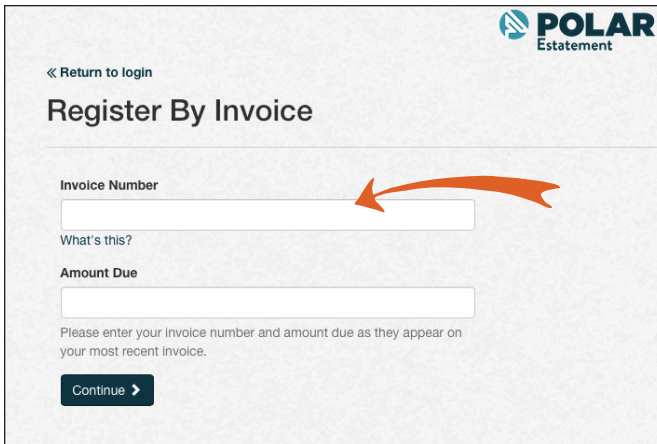 POLAR
Estatement
« Return to login
Register By Invoice
Invoice Number
What's this?
Amount Due
Please enter your invoice number and amount due as they appear on
your most recent invoice.
Continue